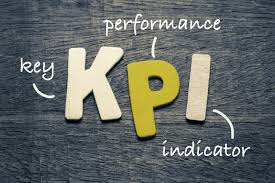 performance
key
KPI
indicator